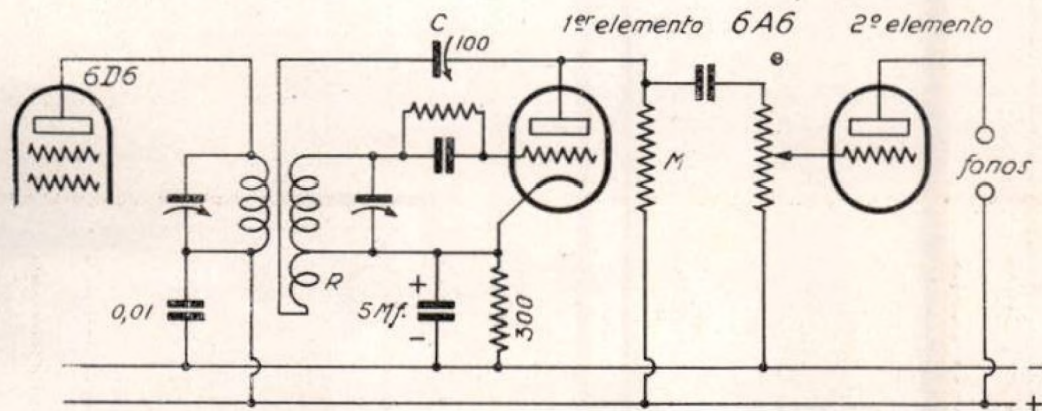 C
100
1er elemento
6A6
2º elemento
6D6
M
fonos
R
0,01
+
5Mf.
-
300
-
+